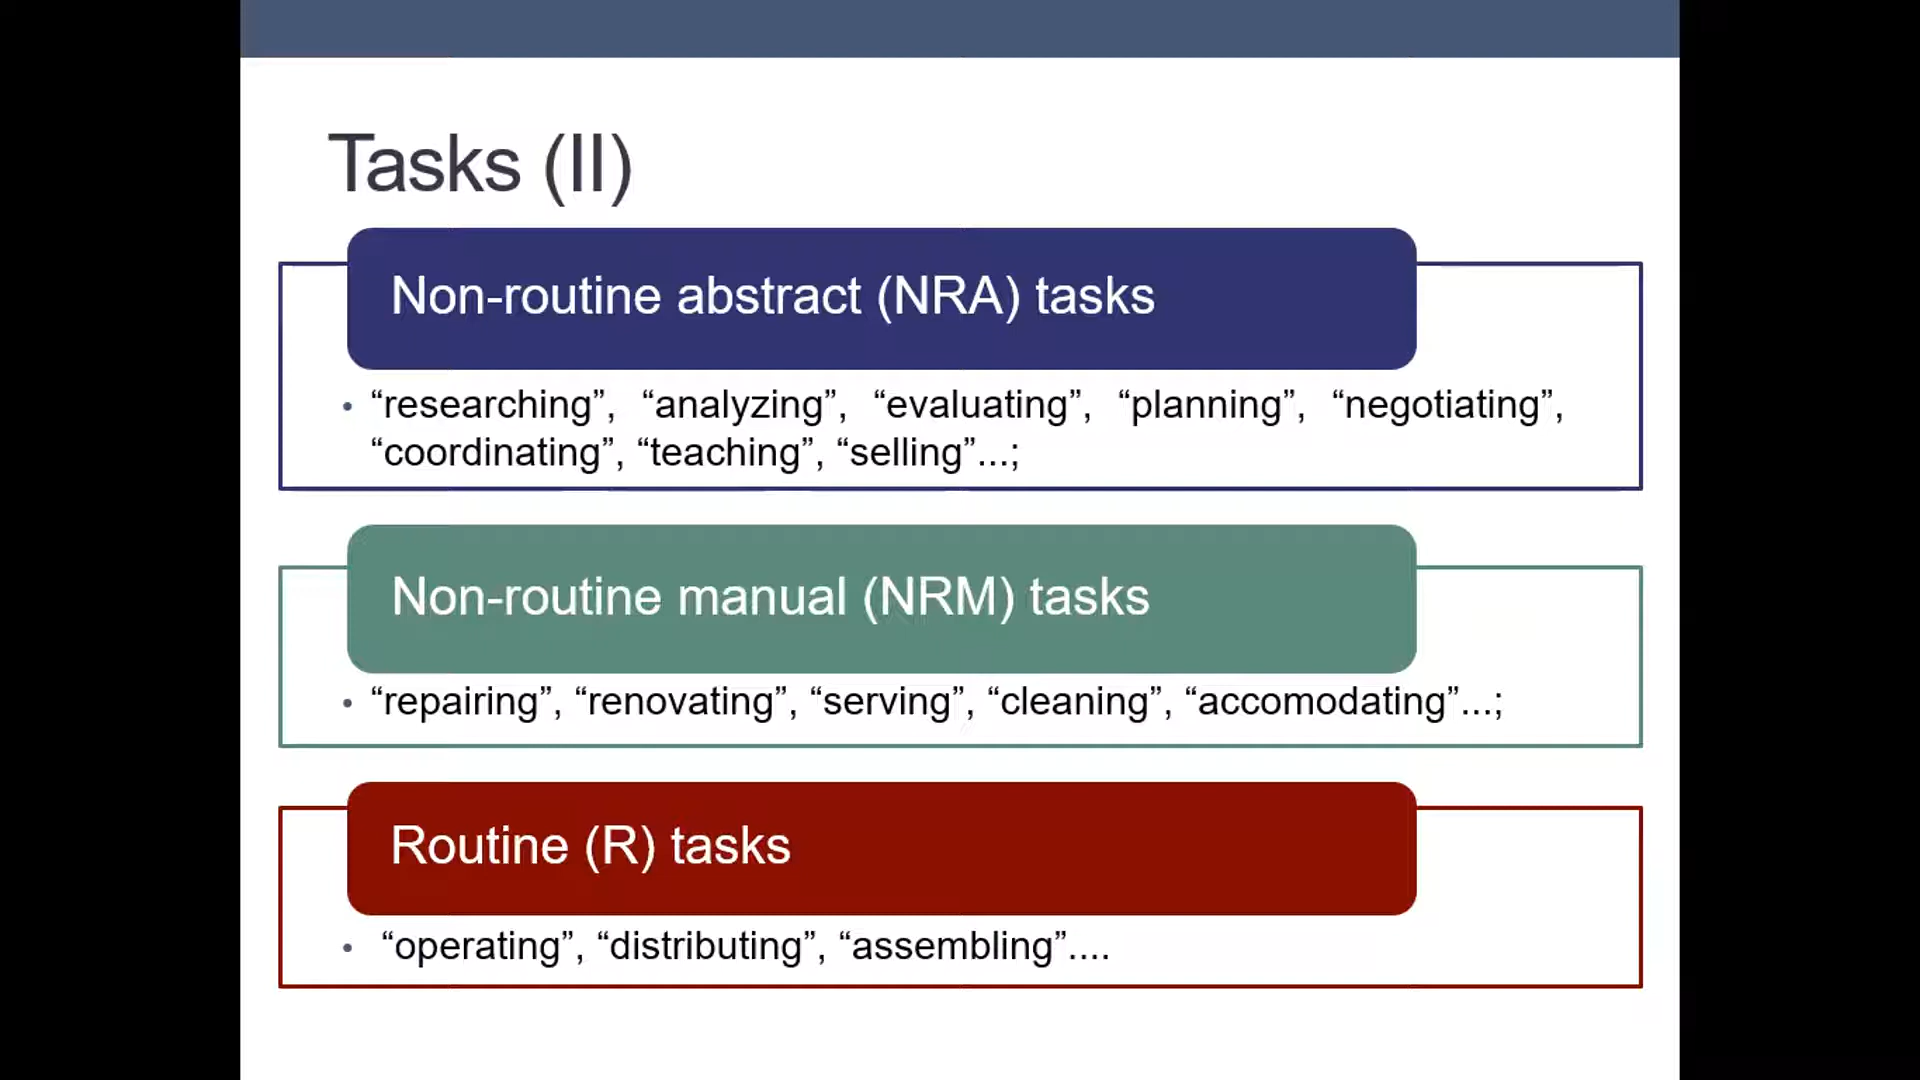 Tasks (II)
Non-routine abstract (NRA) tasks
• “researching”, “analyzing”, “evaluating”, “planning”, “negotiating”,
“coordinating”, “teaching”, “selling”...;
Non-routine manual (NRM) tasks
• “repairing”, “renovating”, “serving”, “cleaning”, “accomodating”...;
Routine (R) tasks
• “operating”, “distributing”, “assembling”....